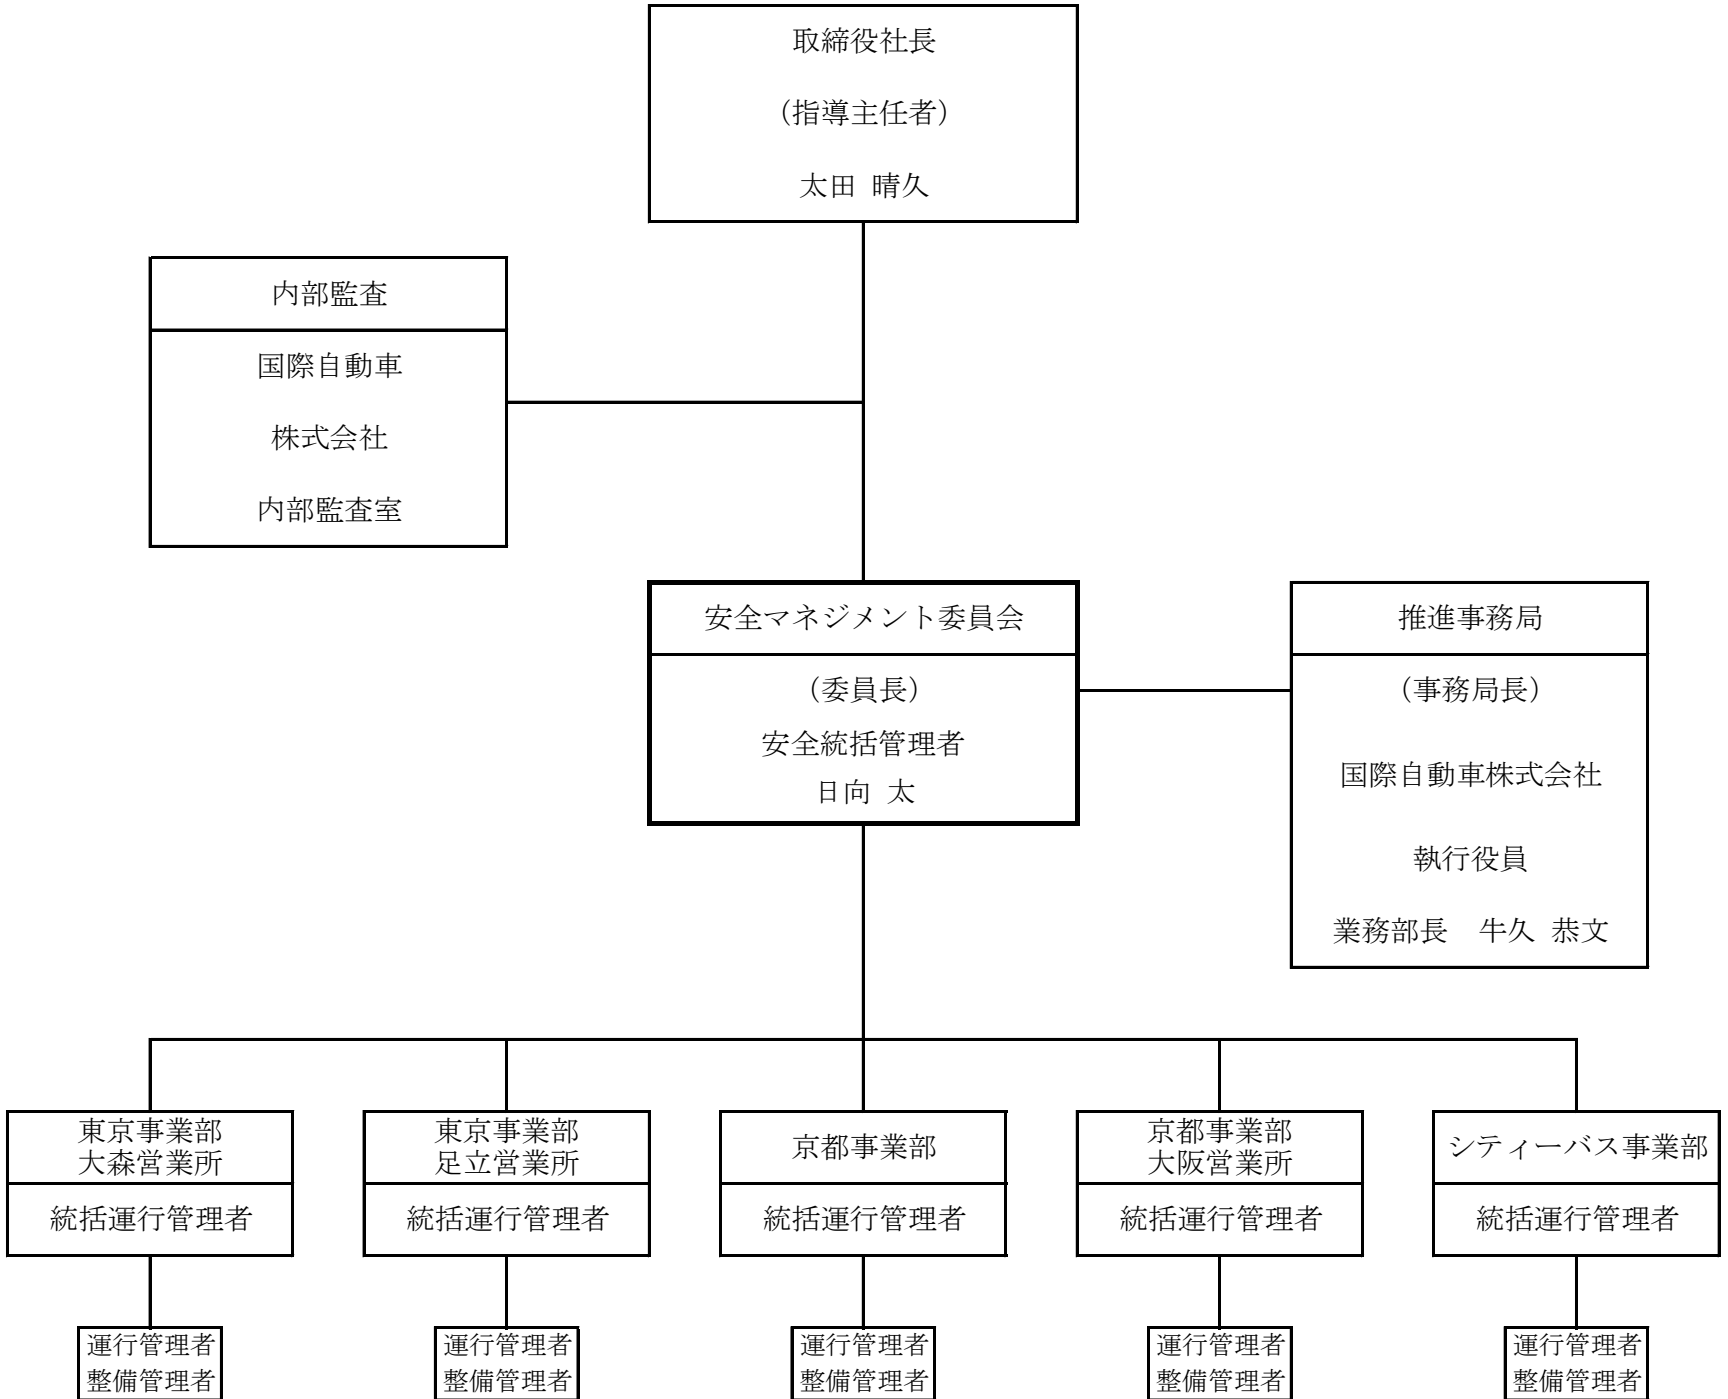 取締役社長
（指導主任者）
太田 晴久
内部監査
国際自動車
株式会社
内部監査室
安全マネジメント委員会
（委員長）
安全統括管理者
日向 太
推進事務局
（事務局長）
国際自動車株式会社
執行役員
業務部長　牛久 恭文
東京事業部
大森営業所
統括運行管理者
運行管理者
整備管理者
東京事業部
足立営業所
統括運行管理者
運行管理者
整備管理者
京都事業部
統括運行管理者
運行管理者
整備管理者
京都事業部
大阪営業所
統括運行管理者
運行管理者
整備管理者
シティーバス事業部
統括運行管理者
運行管理者
整備管理者